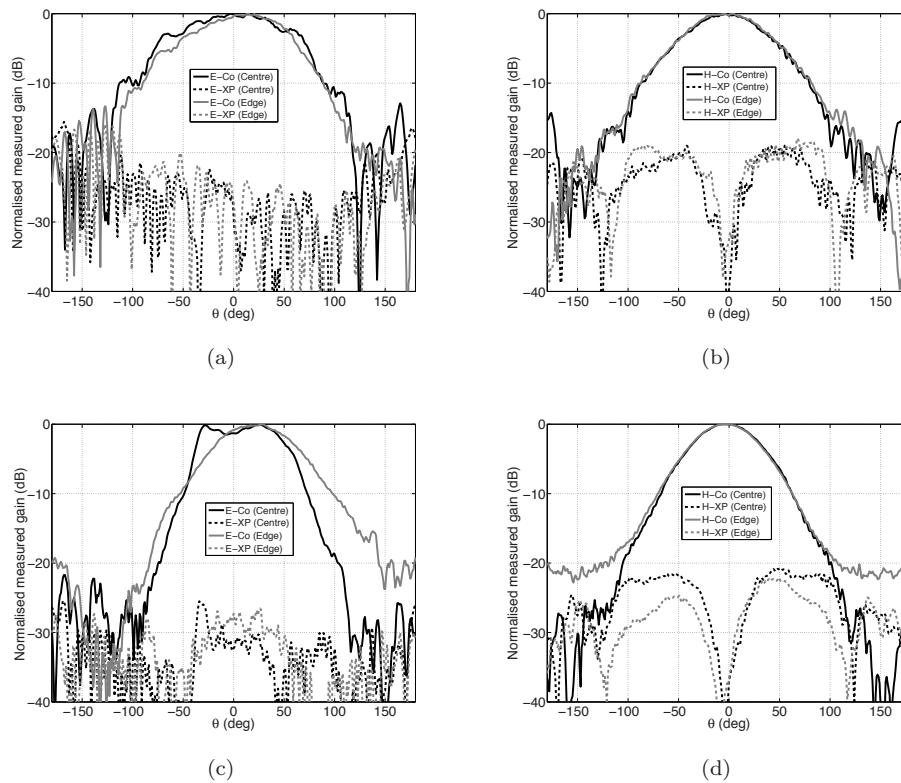 0
−10
−20
−30
−40
Normalised measured gain (dB)
E−Co (Centre)
E−XP (Centre)
E−Co (Edge)
E−XP (Edge)
−150 −100 −50 0 50 100 150
θ (deg)
(a)
0
−10
−20
−30
−40
Normalised measured gain (dB)
H−Co (Centre)
H−XP (Centre)
H−Co (Edge)
H−XP (Edge)
−150 −100 −50 0 50 100 150
θ (deg)
(b)
0
−10
−20
−30
−40
Normalised measured gain (dB)
E−Co (Centre)
E−XP (Centre)
E−Co (Edge)
E−XP (Edge)
−150 −100 −50 0 50 100 150
θ (deg)
(c)
0
−10
−20
−30
−40
Normalised measured gain (dB)
H−Co (Centre)
H−XP (Centre)
H−Co (Edge)
H−XP (Edge)
−150 −100 −50 0 50 100 150
θ (deg)
(d)